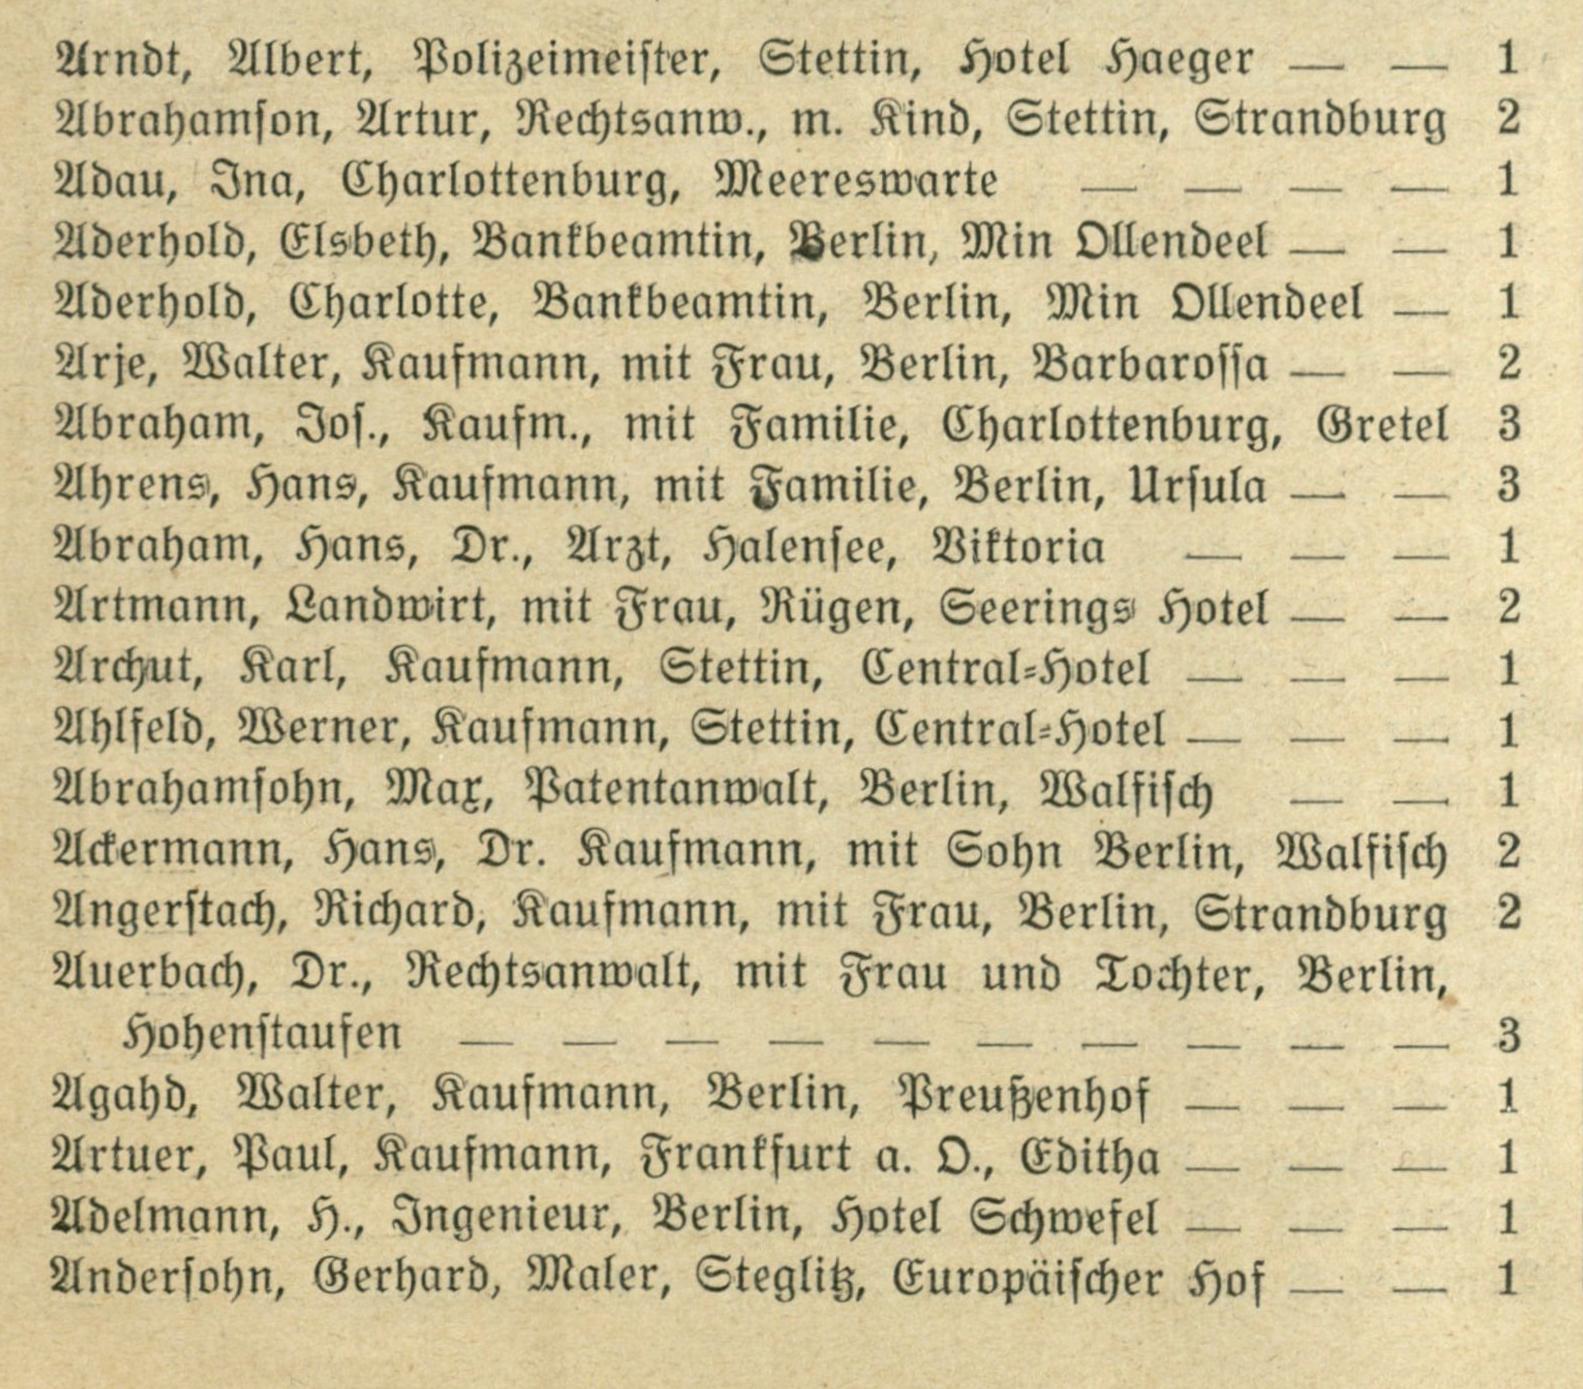 Arndt, Albert, Polizeimeister, Stettin, Hotel Haeger — — 1
Abrahamson, Artur, Rechtsanw., m. Kind, Stettin, Strandburg 2
Adau, Ina, Charlottenburg, Meereswarte — — — — 1
Aderhold, Elsbeth, Bankbeamtin, Berlin, Min Ollendeel — — 1
Aderhold, Charlotte, Bankbeamtin, Berlin, Min Ollendeel — 1
Arje, Walter, Kaufmann, mit Frau, Berlin, Barbarossa — — 2
Abraham, Jos., Kaufm., mit Familie, Charlottenburg, Gretel 3
Ahrens, Hans, Kaufmann, mit Familie, Berlin, Ursula — — 3
Abraham, Hans, Dr., Arzt, Halensee, Viktoria — — — 1
Artmann, Landwirt, mit Frau, Rügen, Seerings Hotel — — 2
Archut, Karl, Kaufmann, Stettin, Central-Hotel — — — 1
Ahlfeld, Werner, Kaufmann, Stettin, Central-Hotel — — — 1
Abrahamsohn, Max, Patentanwalt, Berlin, Walfisch — — 1
Ackermann, Hans, Dr. Kaufmann, mit Sohn Berlin, Walfisch 2
Angerstach, Richard, Kaufmann, mit Frau, Berlin, Strandburg 2
Auerbach, Dr., Rechtsanwalt, mit Frau und Tochter, Berlin,
Hohenstaufen — — — — — — — — — — 3
Agahd, Walter, Kaufmann, Berlin, Preußenhof — — — 1
Artuer, Paul, Kaufmann, Frankfurt a. O., Editha — — — 1
Adelmann, H., Ingenieur, Berlin, Hotel Schwefel — — — 1
Andersohn, Gerhard, Maler, Steglitz, Europäischer Hof — — 1